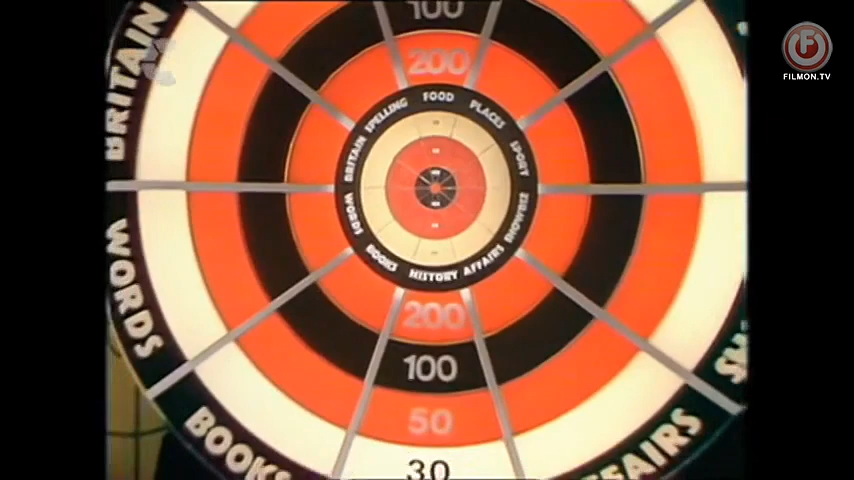 100
200
FOOD
SPELLING
PLACES
BRITAIN
SPORT
WORDS
SHOWBIZ
BOOKS
HISTORY
AFFAIRS
200
100
50
30
BRITAIN
WORDS
BOOKS
AFFAIRS
SH
F
FILMON.TV